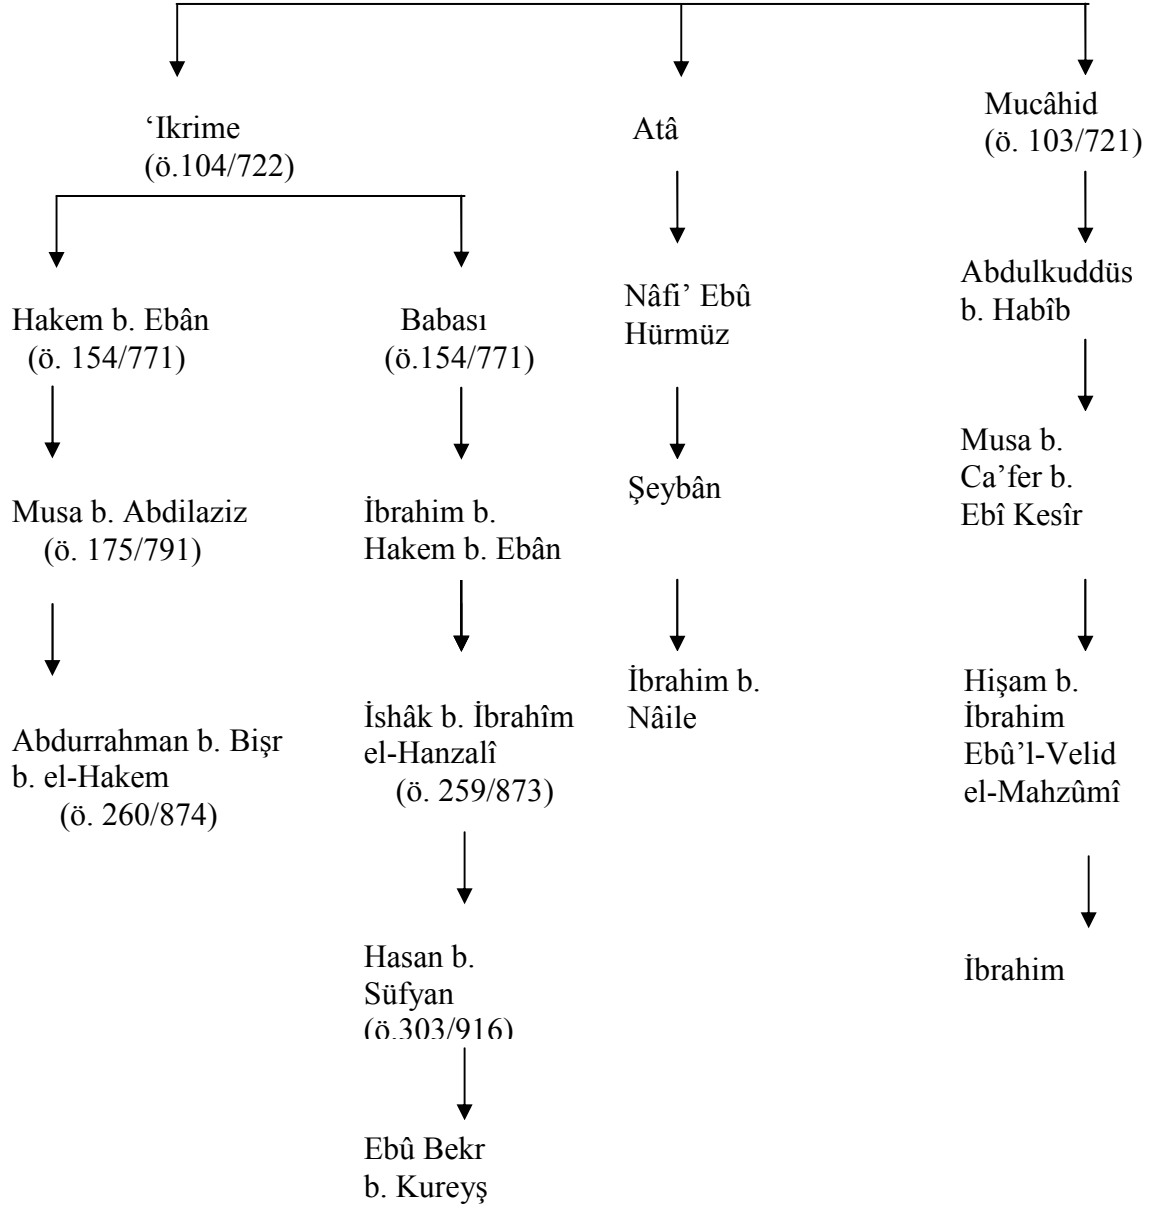 ‘Ikrime
(ö.104/722)
Atâ
Mucâhid
(ö. 103/721)
Hakem b. Ebân
(ö. 154/771)
Babası
(ö.154/771)
Nâfi’ Ebû
Hürmüz
Abdulkuddüs
b. Habîb
Musa b. Abdilaziz
(ö. 175/791)
İbrahim b.
Hakem b. Ebân
Şeybân
Musa b.
Ca’fer b.
Ebî Kesîr
Abdurrahman b. Bişr
b. el-Hakem
(ö. 260/874)
İshâk b. İbrahîm
el-Hanzalî
(ö. 259/873)
İbrahim b.
Nâile
Hişam b.
İbrahim
Ebû’l-Velid
el-Mahzûmî
Hasan b.
Süfyan
(ö.303/916)
İbrahim
Ebû Bekr
b. Kureyş